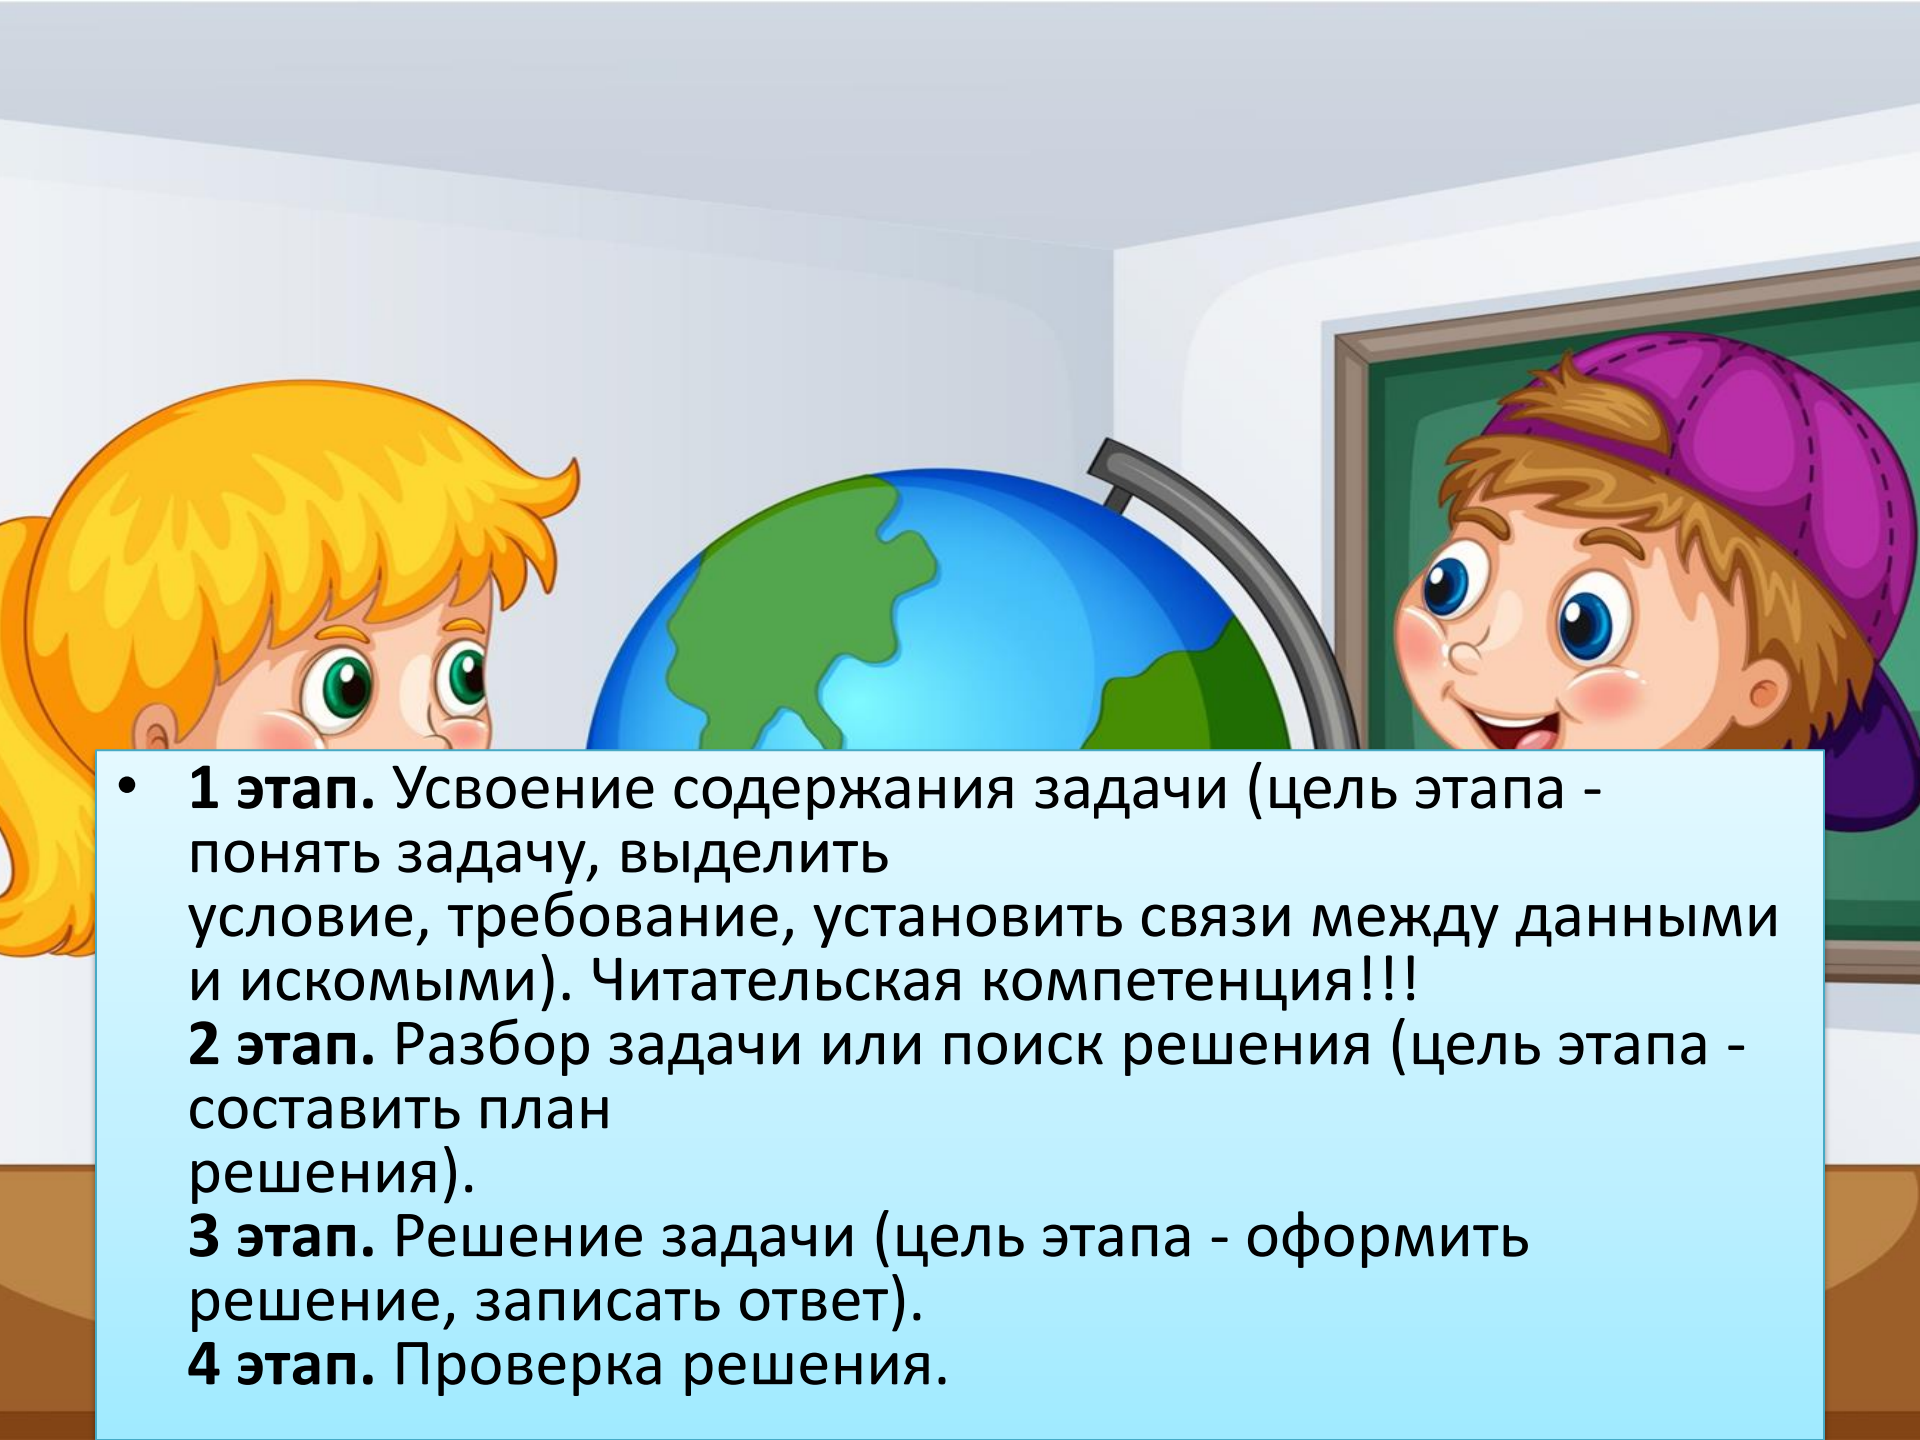 • 1 этап. Усвоение содержания задачи (цель этапа -
понять задачу, выделить
условие, требование, установить связи между данными
и искомыми). Читательская компетенция!!!
2 этап. Разбор задачи или поиск решения (цель этапа -
составить план
решения).
3 этап. Решение задачи (цель этапа - оформить
решение, записать ответ).
4 этап. Проверка решения.